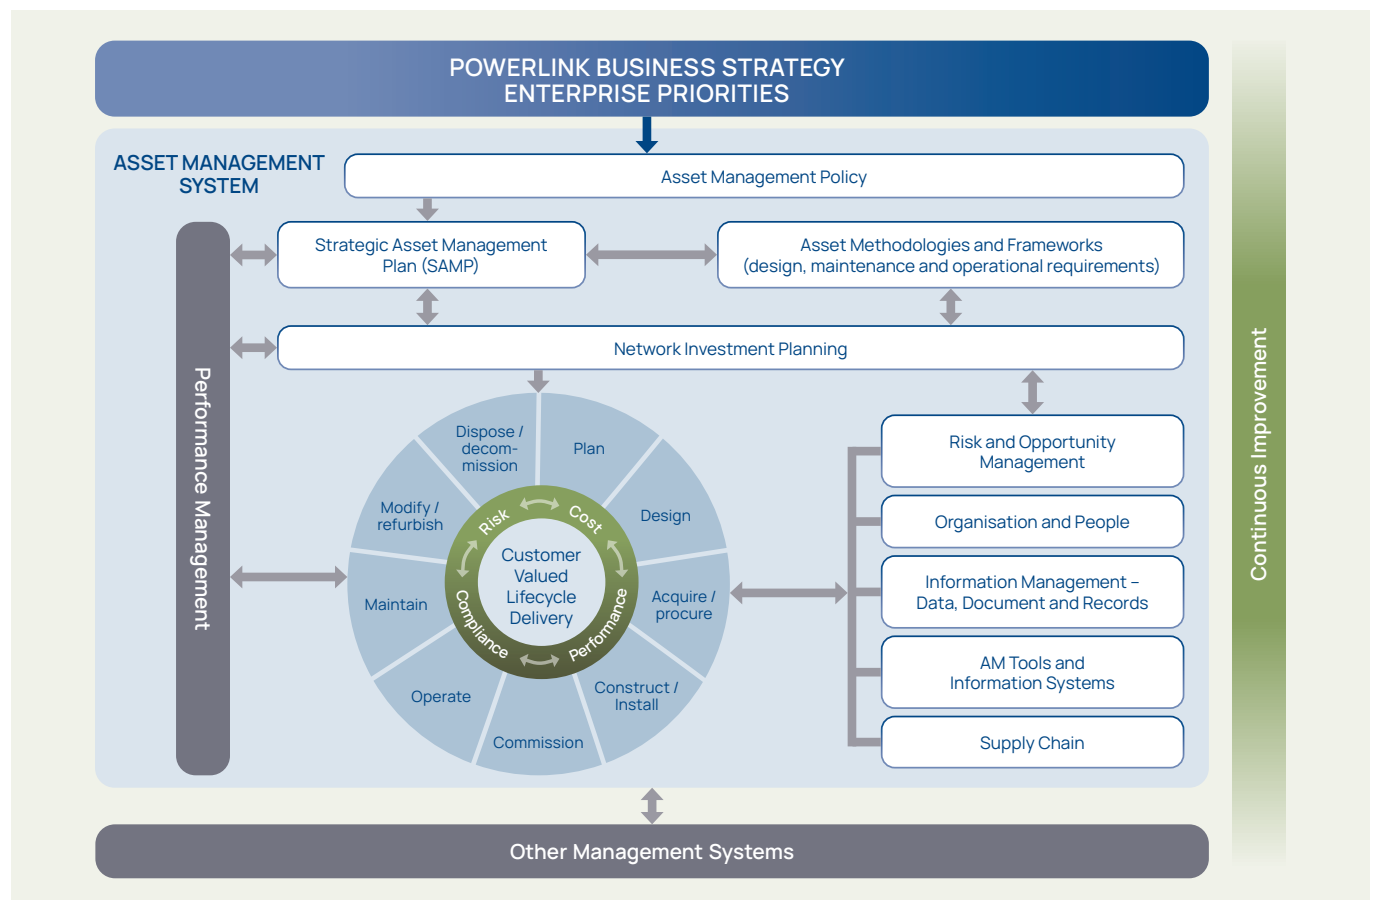 POWERLINK BUSINESS STRATEGY
ENTERPRISE PRIORITIES
ASSET MANAGEMENT
SYSTEM
Asset Management Policy
Strategic Asset Management
Plan (SAMP)
Asset Methodologies and Frameworks
(design, maintenance and operational requirements)
Network Investment Planning
Performance Management
Dispose /
decom-
mission
Plan
Design
Acquire /
procure
Construct /
Install
Commission
Operate
Maintain
Modify /
refurbish
Risk
Cost
Performance
Compliance
Customer
Valued
Lifecycle
Delivery
Risk and Opportunity
Management
Organisation and People
Information Management –
Data, Document and Records
AM Tools and
Information Systems
Supply Chain
Continuous Improvement
Other Management Systems